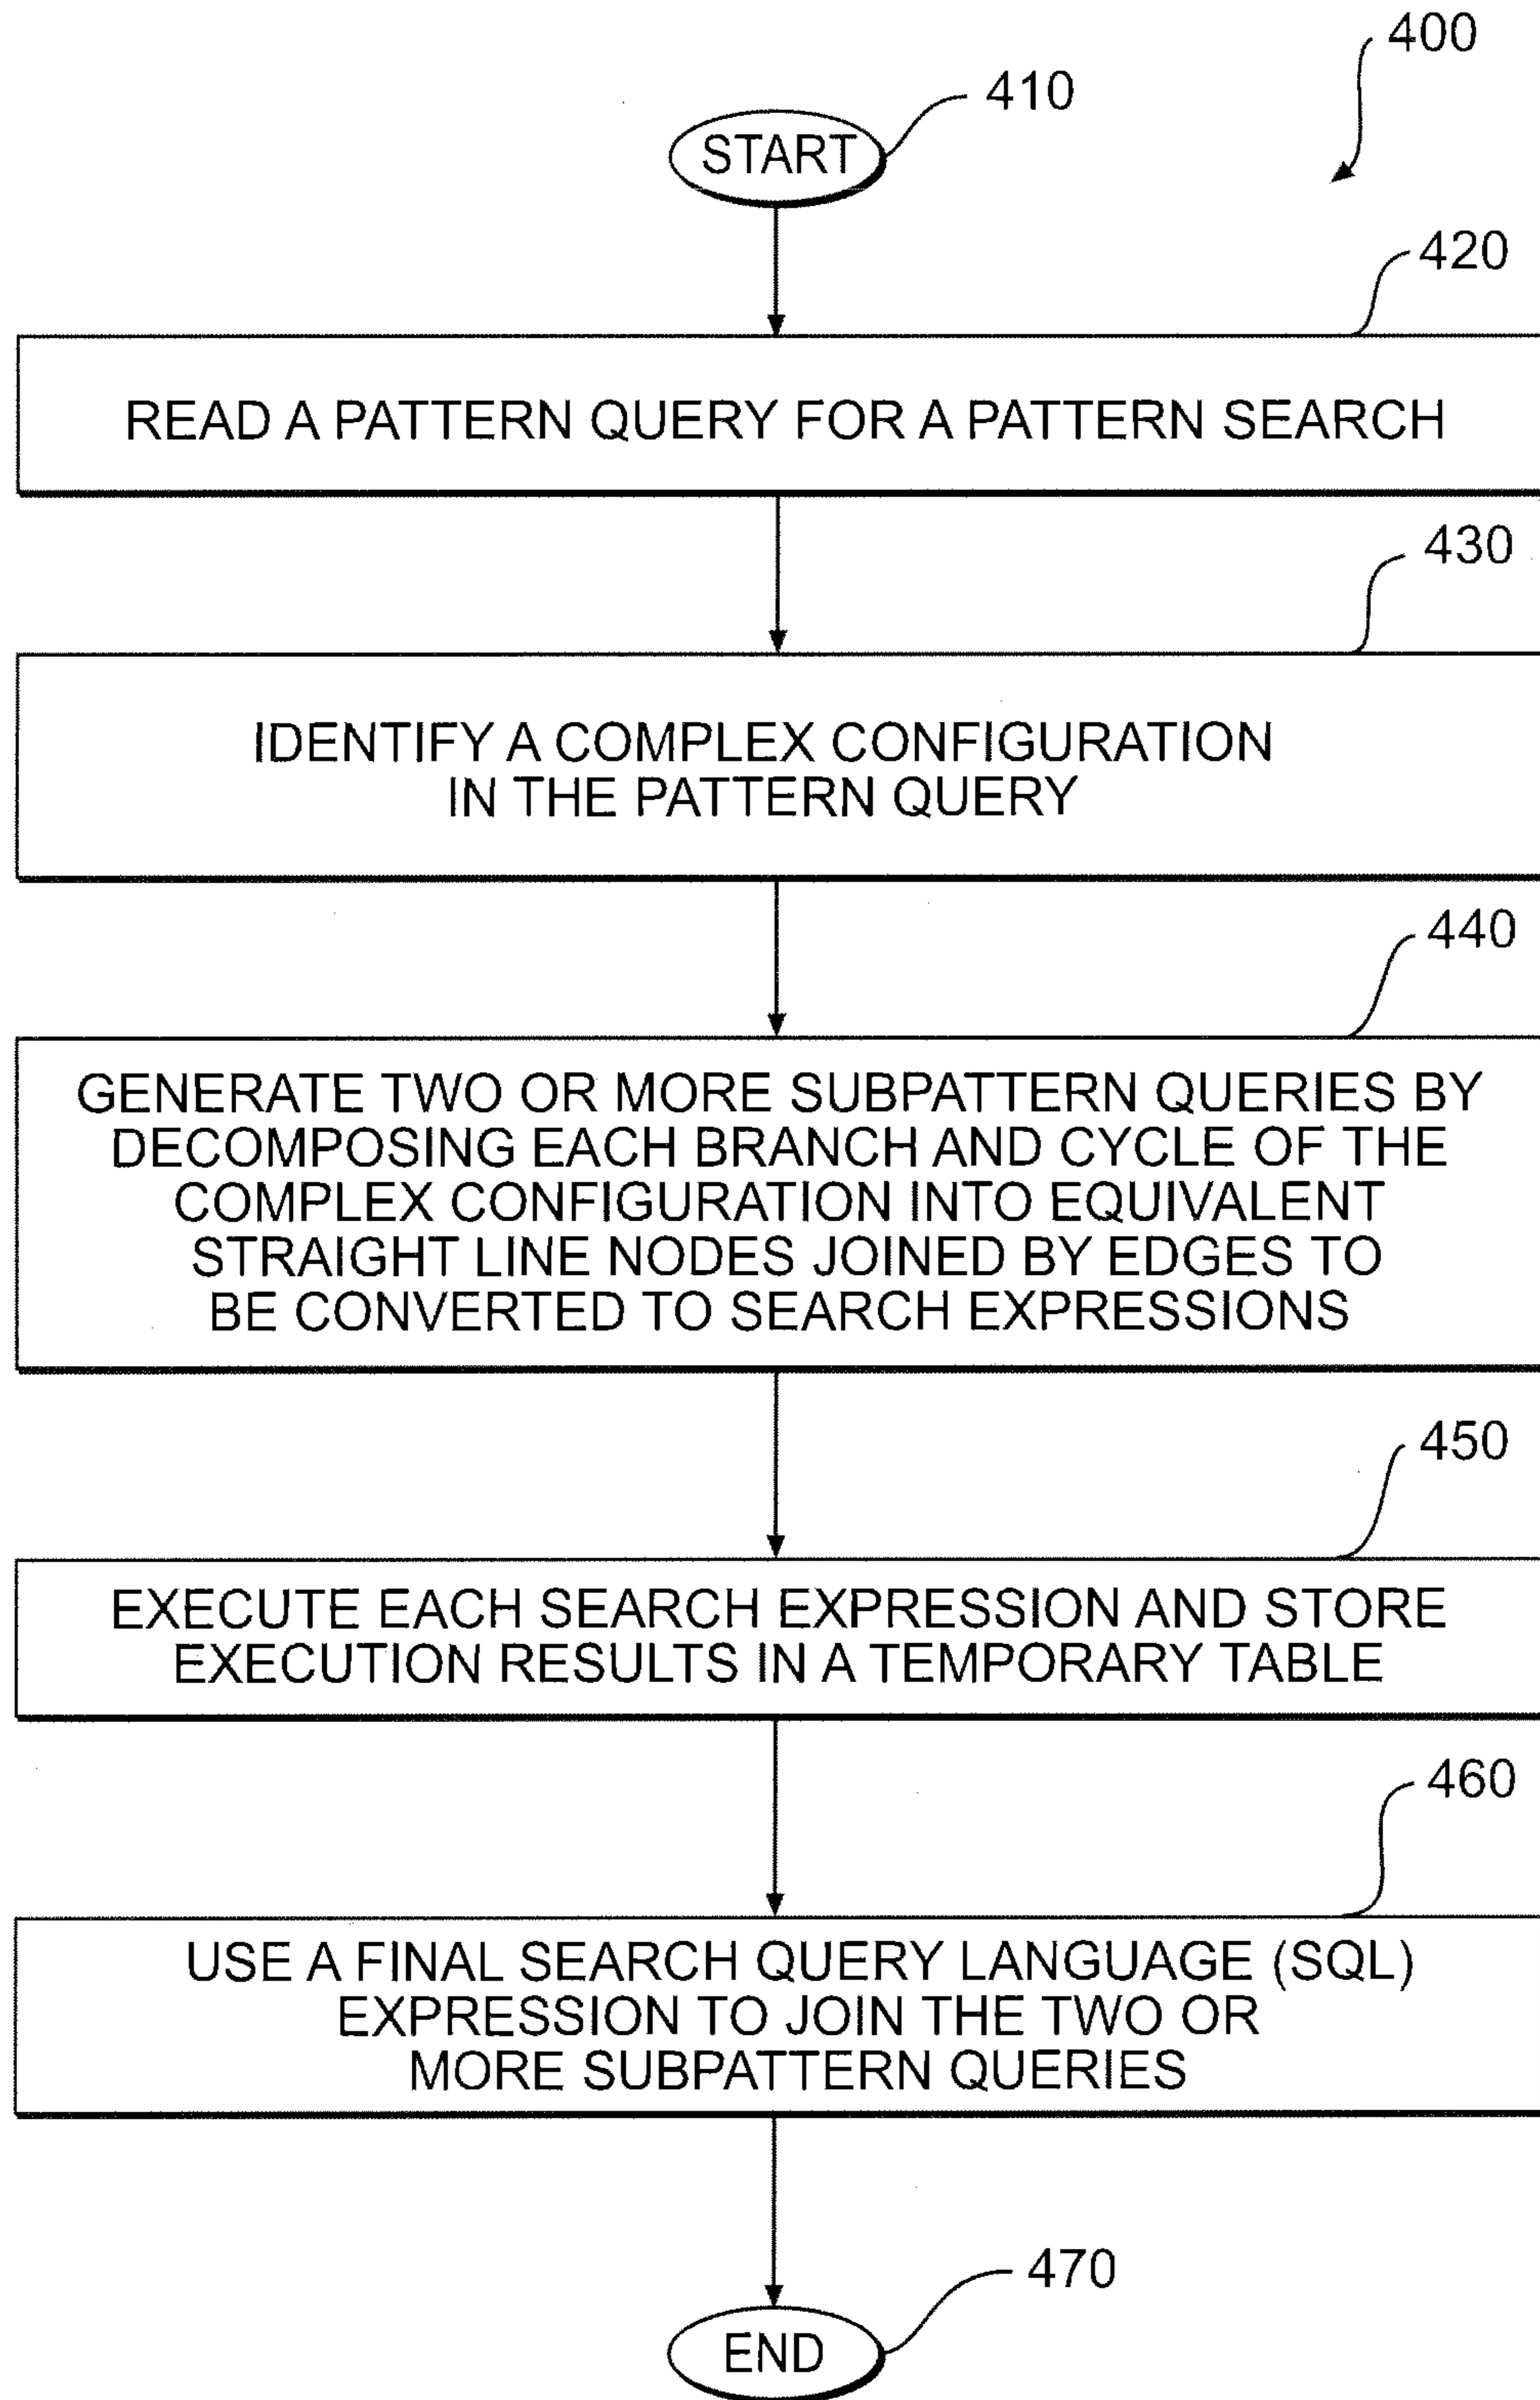 400
410
START
420
READ A PATTERN QUERY FOR A PATTERN SEARCH
430
IDENTIFY A COMPLEX CONFIGURATION
IN THE PATTERN QUERY
440
GENERATE TWO OR MORE SUBPATTERN QUERIES BY
DECOMPOSING EACH BRANCH AND CYCLE OF THE
COMPLEX CONFIGURATION INTO EQUIVALENT
STRAIGHT LINE NODES JOINED BY EDGES TO
BE CONVERTED TO SEARCH EXPRESSIONS
450
EXECUTE EACH SEARCH EXPRESSION AND STORE
EXECUTION RESULTS IN A TEMPORARY TABLE
460
USE A FINAL SEARCH QUERY LANGUAGE (SQL)
EXPRESSION TO JOIN THE TWO OR
MORE SUBPATTERN QUERIES
470
END